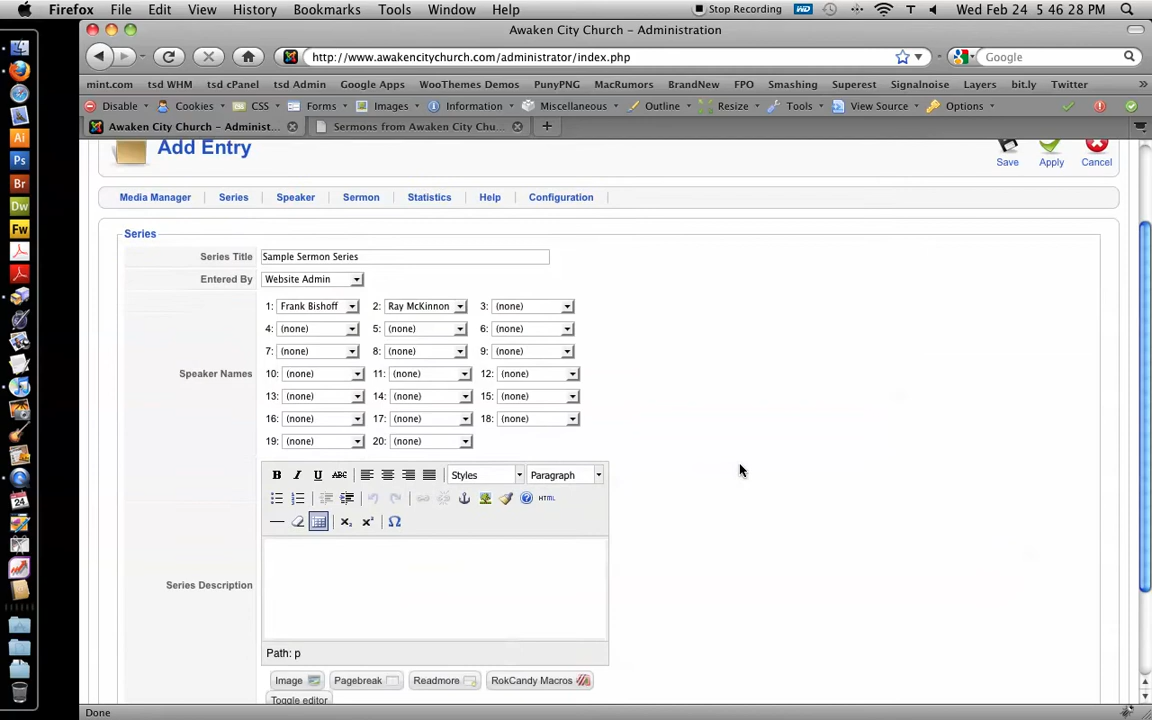 Firefox File Edit View History Bookmarks Tools Window Help Stop Recording Wed Feb 24 5:46:28 PM
Awaken City Church – Administration
http://www.awakencitychurch.com/administrator/index.php Google
mint.com tsd WHM tsd cPanel tsd Admin Google Apps WooThemes Demos PunyPNG MacRumors BrandNew FPO Smashing Superest Signalnoise Layers bit.ly Twitter
Disable Cookies CSS Forms Images Information Miscellaneous Outline Resize Tools View Source Options
Awaken City Church – Administ... Sermons from Awaken City Chu...
Add Entry Save Apply Cancel
Media Manager Series Speaker Sermon Statistics Help Configuration
Series
Series Title Sample Sermon Series
Entered By Website Admin
1: Frank Bishoff 2: Ray McKinnon 3: (none)
4: (none) 5: (none) 6: (none)
7: (none) 8: (none) 9: (none)
Speaker Names 10: (none) 11: (none) 12: (none)
13: (none) 14: (none) 15: (none)
16: (none) 17: (none) 18: (none)
19: (none) 20: (none)
B I U ABC Styles Paragraph
HTML
Series Description
Path: p
Image Pagebreak Readmore RokCandy Macros
Toggle editor
Done